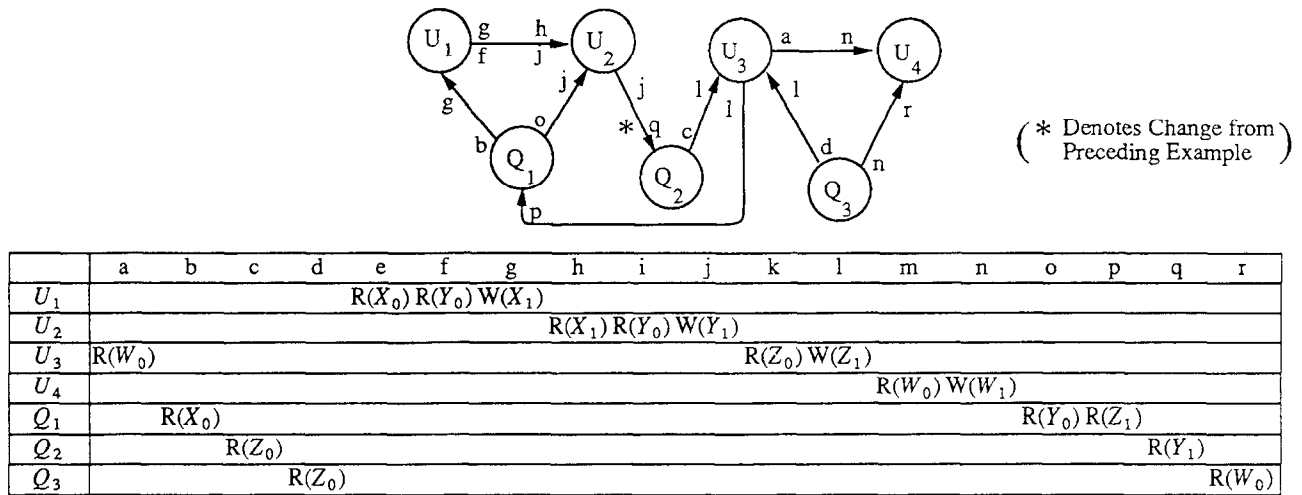 g h
U1 f j U2 U3 a n U4
g j j l l l r
* q c
b o d n
Q1 Q2 Q3
p
( * Denotes Change from
Preceding Example )
a b c d e f g h i j k l m n o p q r
U1 R(X0) R(Y0) W(X1)
U2 R(X1) R(Y0) W(Y1)
U3 R(W0) R(Z0) W(Z1)
U4 R(W0) W(W1)
Q1 R(X0) R(Y0) R(Z1)
Q2 R(Z0) R(Y1)
Q3 R(Z0) R(W0)